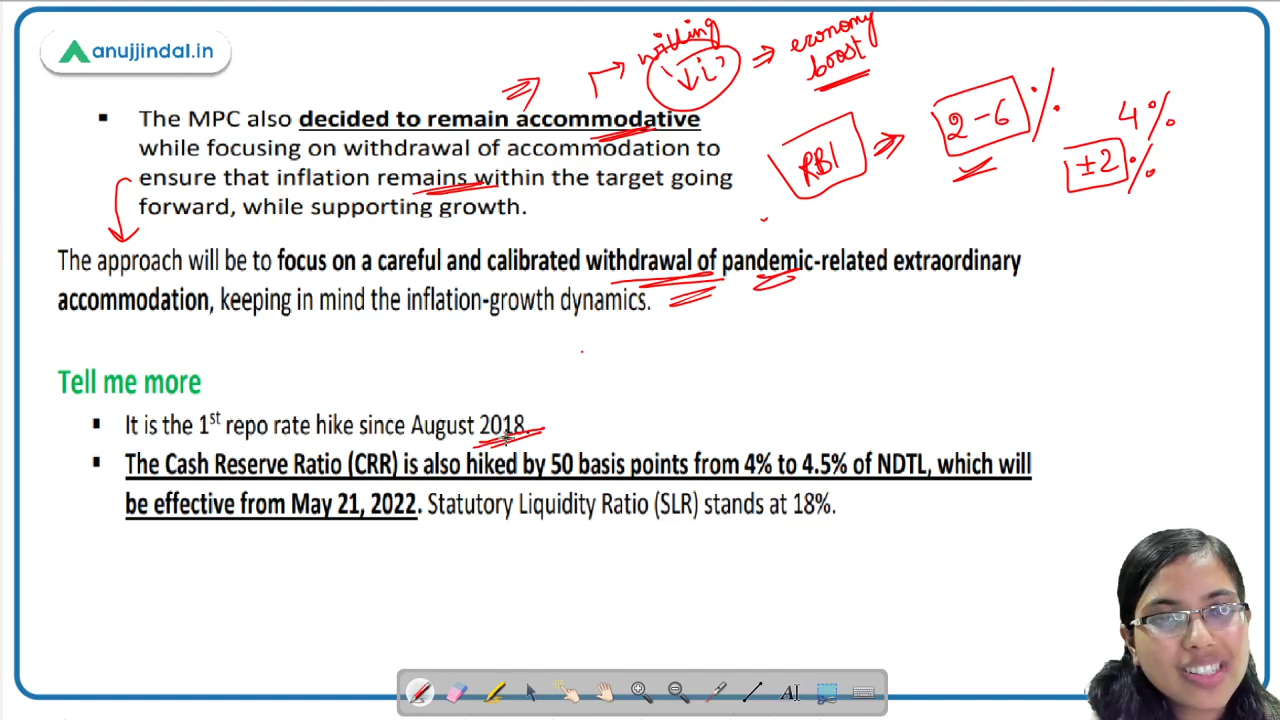 anujjindal.in
willing
↓i?
⇒ economy
boost
▪ The MPC also decided to remain accommodative
while focusing on withdrawal of accommodation to
ensure that inflation remains within the target going
forward, while supporting growth.
RBI ⇒ 2-6 %
4%
±2%
The approach will be to focus on a careful and calibrated withdrawal of pandemic-related extraordinary
accommodation, keeping in mind the inflation-growth dynamics.
Tell me more
▪ It is the 1st repo rate hike since August 2018.
▪ The Cash Reserve Ratio (CRR) is also hiked by 50 basis points from 4% to 4.5% of NDTL, which will
be effective from May 21, 2022. Statutory Liquidity Ratio (SLR) stands at 18%.